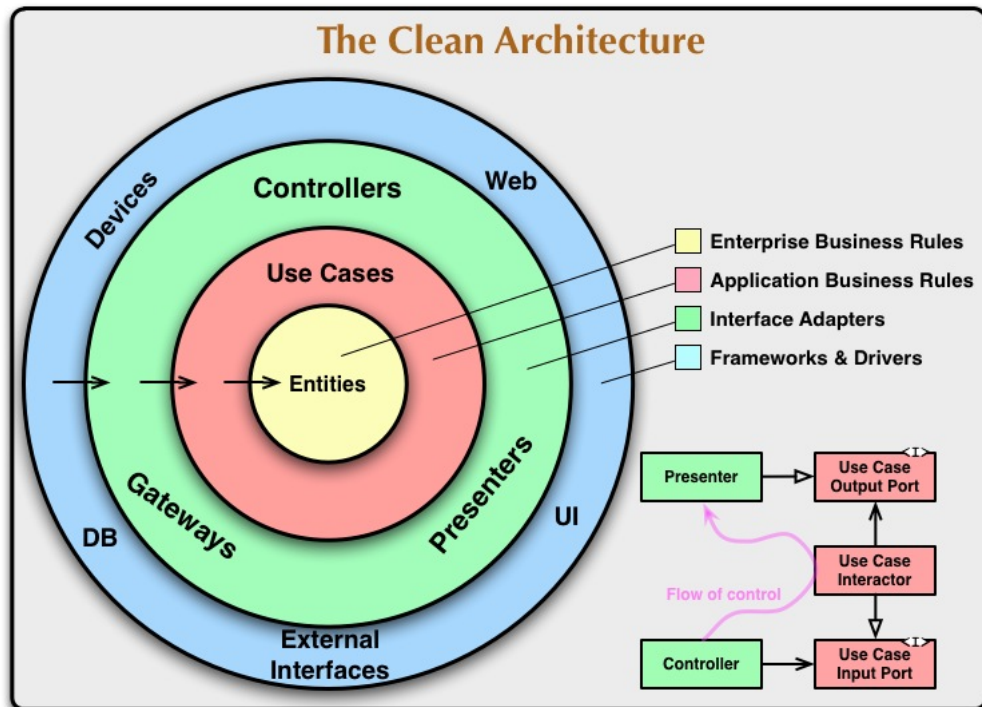 The Clean Architecture
Devices
Web
Controllers
Use Cases
Entities
Gateways
Presenters
DB
UI
External
Interfaces
Enterprise Business Rules
Application Business Rules
Interface Adapters
Frameworks & Drivers
Presenter
<I>
Use Case
Output Port
Flow of control
Use Case
Interactor
Controller
<I>
Use Case
Input Port